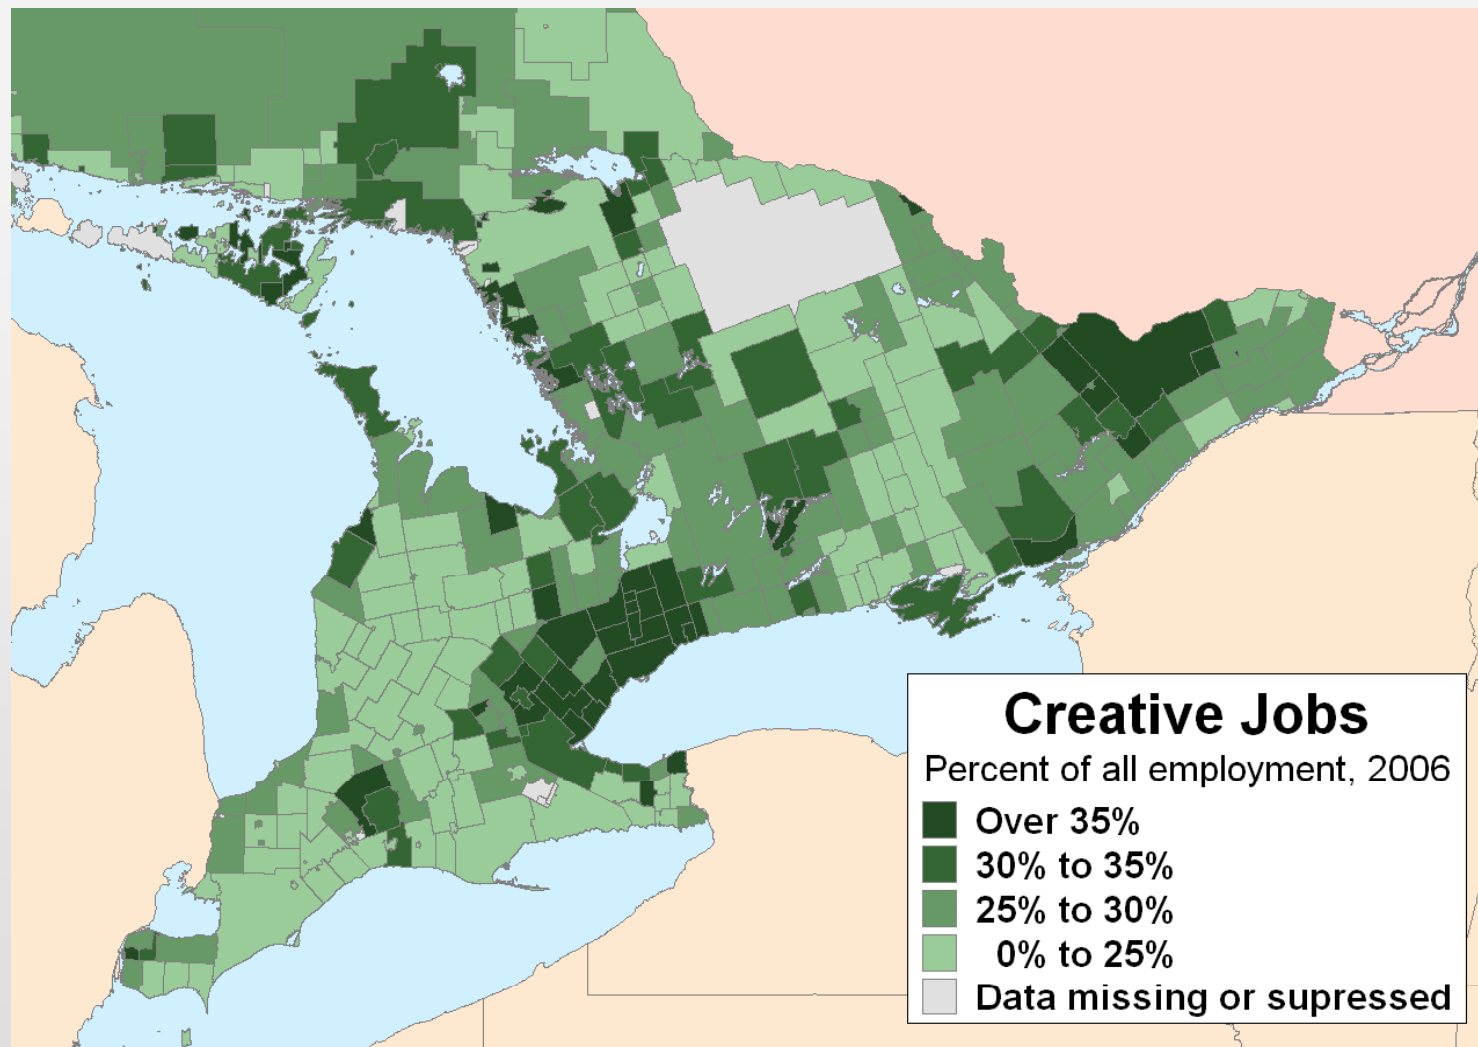 Creative Jobs
Percent of all employment, 2006
Over 35%
30% to 35%
25% to 30%
0% to 25%
Data missing or supressed